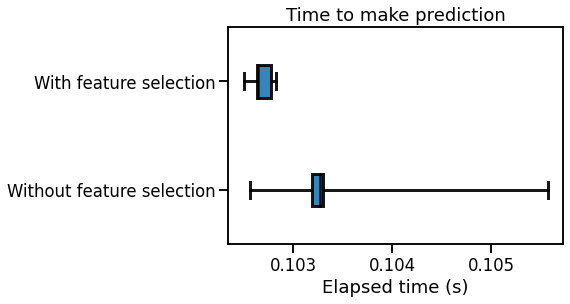 Time to make prediction
With feature selection
Without feature selection
0.103 0.104 0.105
Elapsed time (s)